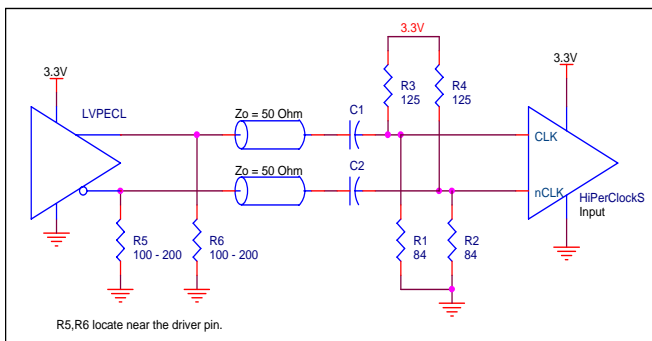 3.3V
3.3V
3.3V
R3
125
R4
125
LVPECL
Zo = 50 Ohm
C1
CLK
Zo = 50 Ohm
C2
nCLK
HiPerClockS
Input
R5
100 - 200
R6
100 - 200
R1
84
R2
84
R5,R6 locate near the driver pin.